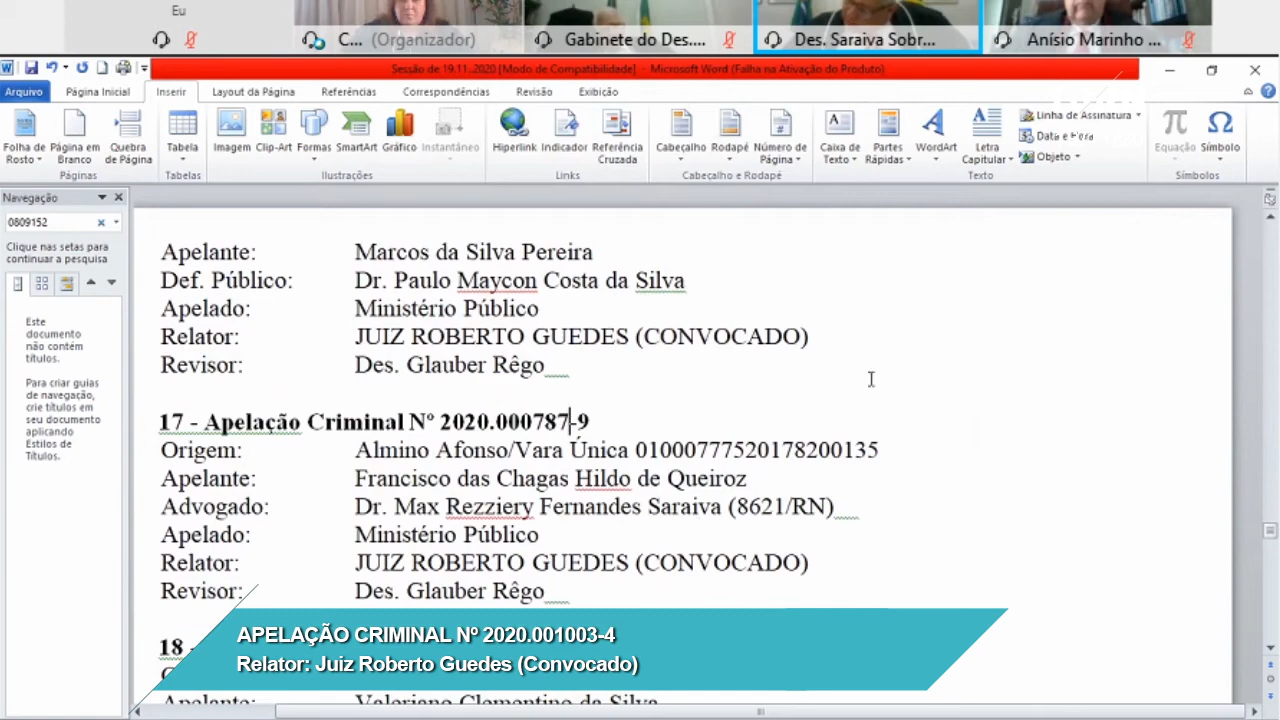 Eu
C... (Organizador)
Gabinete do Des....
Des. Saraiva Sobr...
Anísio Marinho ...
Sessão de 19.11..2020 [Modo de Compatibilidade] - Microsoft Word (Falha na Ativação do Produto)
Arquivo
Página Inicial
Inserir
Layout da Página
Referências
Correspondências
Revisão
Exibição
Folha de Rosto
Página em Branco
Quebra de Página
Tabela
Imagem
Clip-Art
Formas
SmartArt
Gráfico
Instantâneo
Hiperlink
Indicador
Referência Cruzada
Cabeçalho
Rodapé
Número de Página
Caixa de Texto
Partes Rápidas
WordArt
Letra Capitular
Linha de Assinatura
Data e Hora
Objeto
Equação
Símbolo
Páginas
Tabelas
Ilustrações
Links
Cabeçalho e Rodapé
Texto
Símbolos
Navegação
0809152
Clique nas setas para
continuar a pesquisa
Este
documento
não contém
títulos.
Para criar guias
de navegação,
crie títulos em
seu documento
aplicando
Estilos de
Títulos.
Apelante: Marcos da Silva Pereira
Def. Público: Dr. Paulo Maycon Costa da Silva
Apelado: Ministério Público
Relator: JUIZ ROBERTO GUEDES (CONVOCADO)
Revisor: Des. Glauber Rêgo
17 - Apelação Criminal Nº 2020.000787-9
Origem: Almino Afonso/Vara Única 01000777520178200135
Apelante: Francisco das Chagas Hildo de Queiroz
Advogado: Dr. Max Rezziery Fernandes Saraiva (8621/RN)
Apelado: Ministério Público
Relator: JUIZ ROBERTO GUEDES (CONVOCADO)
Revisor: Des. Glauber Rêgo
18 -
Apelante: Valeriano Clementino da Silva
APELAÇÃO CRIMINAL Nº 2020.001003-4
Relator: Juiz Roberto Guedes (Convocado)